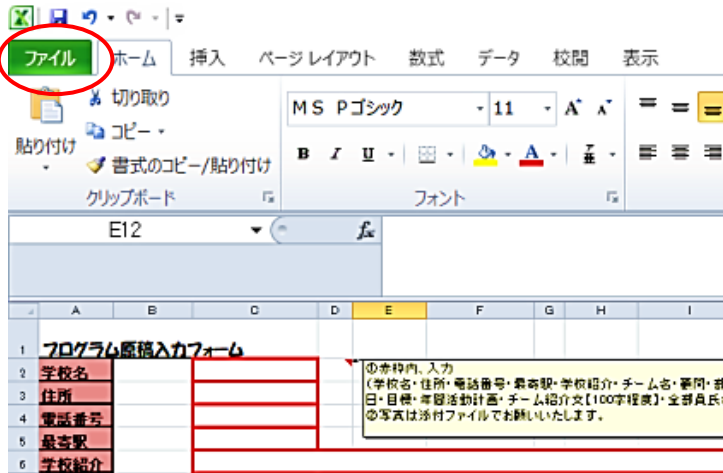 ファイル ホーム 挿入 ページ レイアウト 数式 データ 校閲 表示
切り取り
コピー
貼り付け
書式のコピー/貼り付け
クリップボード
ＭＳ Ｐゴシック 11
B I U
フォント
E12 fx
A B C D E F G H I
1 プログラム原稿入力フォーム
2 学校名
3 住所
4 電話番号
5 最寄駅
6 学校紹介
①赤枠内、入力
(学校名・住所・電話番号・最寄駅・学校紹介・チーム名・顧問・部
日・目標・年間活動計画・チーム紹介文【100字程度】・全部員氏
②写真は添付ファイルでお願いいたします。